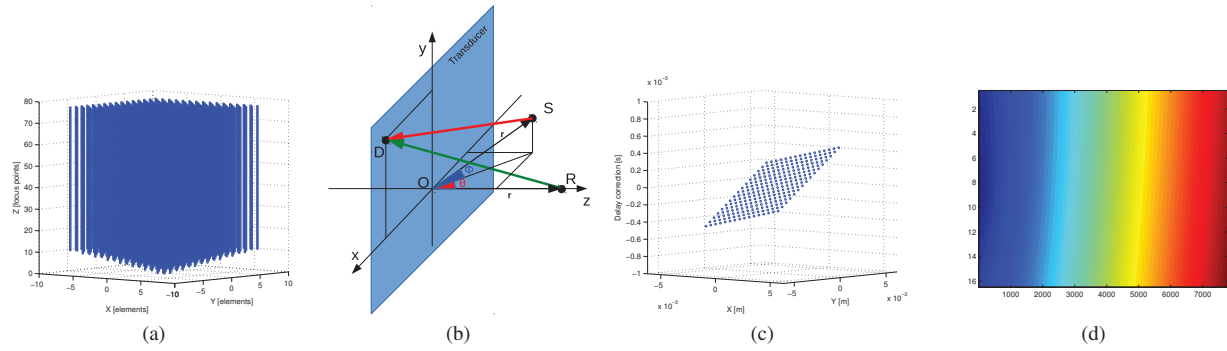 80
70
60
50
40
30
20
10
0
Z [focus points]
−10
−5
0
5
10
X [elements]
−10
−5
0
5
10
Y [elements]
(a)
Transducer
y
S
r
D
O
φ
θ
R
r
z
x
(b)
x 10⁻⁵
1
0.8
0.6
0.4
0.2
0
−0.2
−0.4
−0.6
−0.8
−1
Delay correction [s]
−5
0
5
x 10⁻³
X [m]
−5
0
5
x 10⁻³
Y [m]
(c)
2
4
6
8
10
12
14
16
1000
2000
3000
4000
5000
6000
7000
(d)